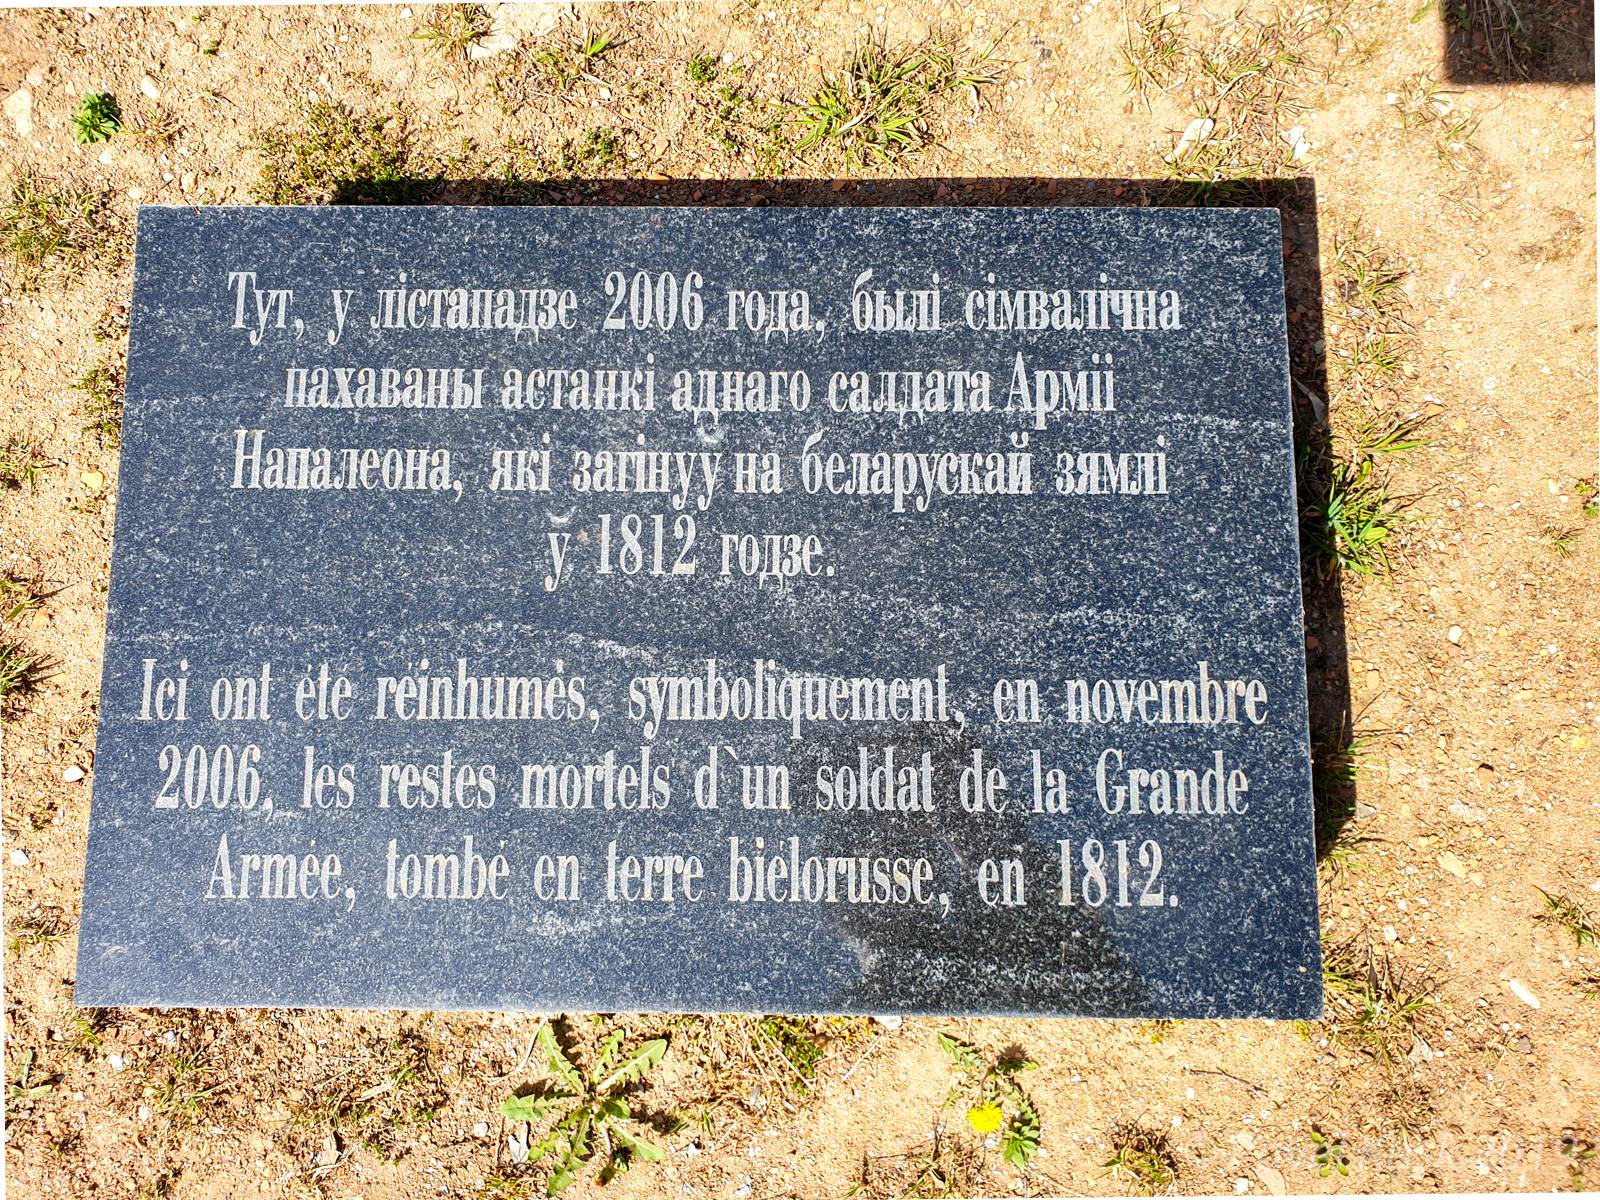 Тут, у лістападзе 2006 года, былі сімвалічна
пахаваны астанкі аднаго салдата Арміі
Напалеона, які загінуў на беларускай зямлі
ў 1812 годзе.
Ici ont été réinhumés, symboliquement, en novembre
2006, les restes mortels d`un soldat de la Grande
Armée, tombé en terre biélorusse, en 1812.